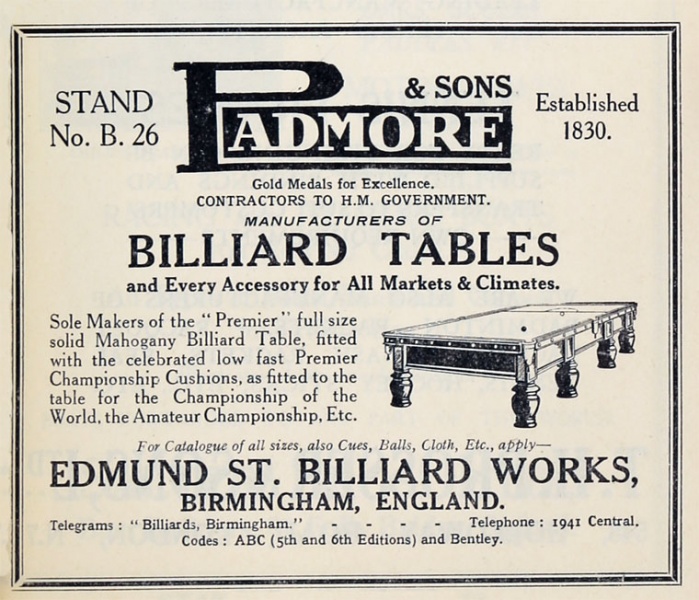 STAND
No. B. 26
PADMORE
& SONS
Established
1830.
Gold Medals for Excellence.
CONTRACTORS TO H.M. GOVERNMENT.
MANUFACTURERS OF
BILLIARD TABLES
and Every Accessory for All Markets & Climates.
Sole Makers of the "Premier" full size
solid Mahogany Billiard Table, fitted
with the celebrated low fast Premier
Championship Cushions, as fitted to the
table for the Championship of the
World, the Amateur Championship, Etc.
For Catalogue of all sizes, also Cues, Balls, Cloth, Etc., apply—
EDMUND ST. BILLIARD WORKS,
BIRMINGHAM, ENGLAND.
Telegrams : "Billiards, Birmingham." - - - Telephone : 1941 Central.
Codes : ABC (5th and 6th Editions) and Bentley.